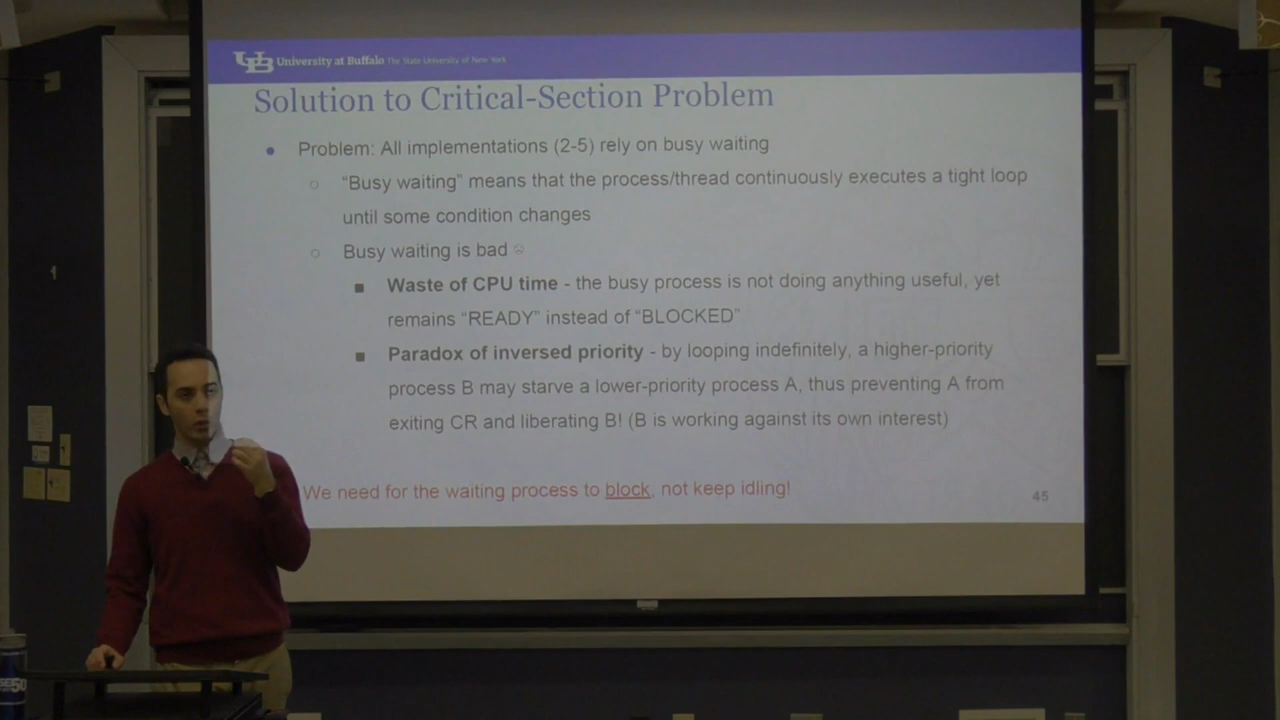 UB University at Buffalo The State University of New York
Solution to Critical-Section Problem
● Problem: All implementations (2-5) rely on busy waiting
○ “Busy waiting” means that the process/thread continuously executes a tight loop
until some condition changes
○ Busy waiting is bad ☹
■ Waste of CPU time - the busy process is not doing anything useful, yet
remains “READY” instead of “BLOCKED”
■ Paradox of inversed priority - by looping indefinitely, a higher-priority
process B may starve a lower-priority process A, thus preventing A from
exiting CR and liberating B! (B is working against its own interest)
We need for the waiting process to block, not keep idling!
45